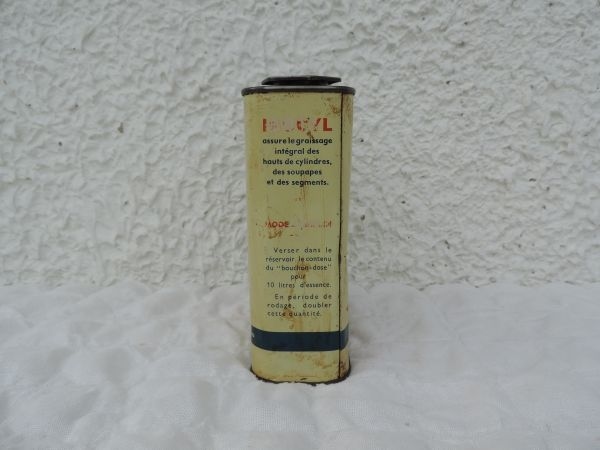 assure le graissage
intégral des
hauts de cylindres,
des soupapes
et des segments.
MODE
Verser dans le
réservoir le contenu
du "bouchon-dose"
pour
10 litres d'essence.
En période de
rodage, doubler
cette quantité.